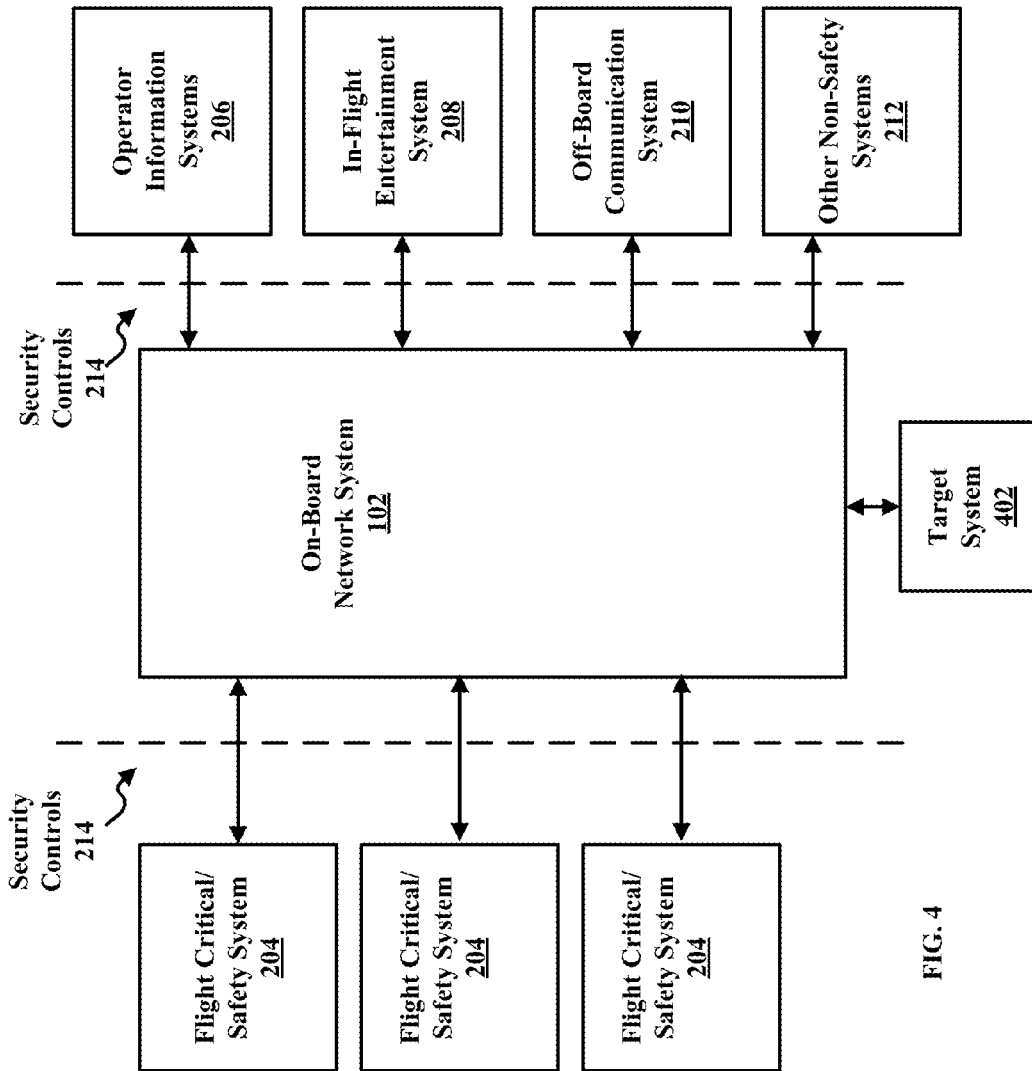 Security
Controls
214
Security
Controls
214
Flight Critical/
Safety System
204
Flight Critical/
Safety System
204
Flight Critical/
Safety System
204
On-Board
Network System
102
Operator
Information
Systems
206
In-Flight
Entertainment
System
208
Off-Board
Communication
System
210
Other Non-Safety
Systems
212
Target
System
402
FIG. 4